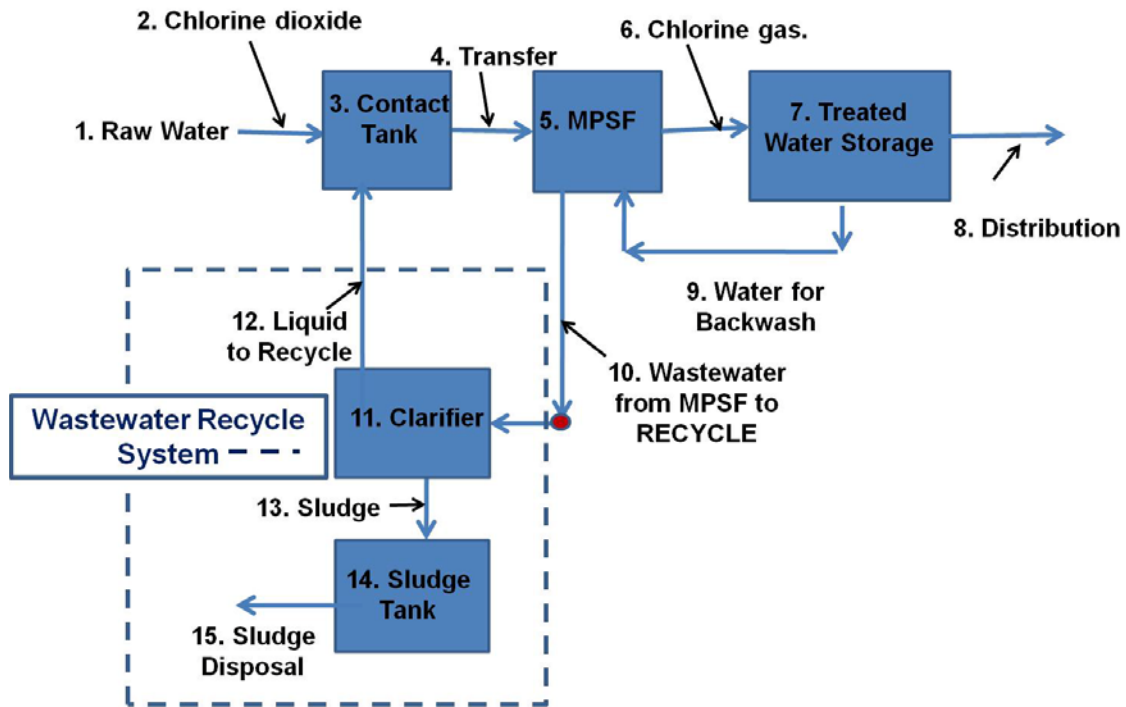 2. Chlorine dioxide
6. Chlorine gas.
4. Transfer
3. Contact
Tank
1. Raw Water
5. MPSF
7. Treated
Water Storage
8. Distribution
9. Water for
Backwash
12. Liquid
to Recycle
10. Wastewater
from MPSF to
RECYCLE
11. Clarifier
Wastewater Recycle
System
13. Sludge
14. Sludge
Tank
15. Sludge
Disposal